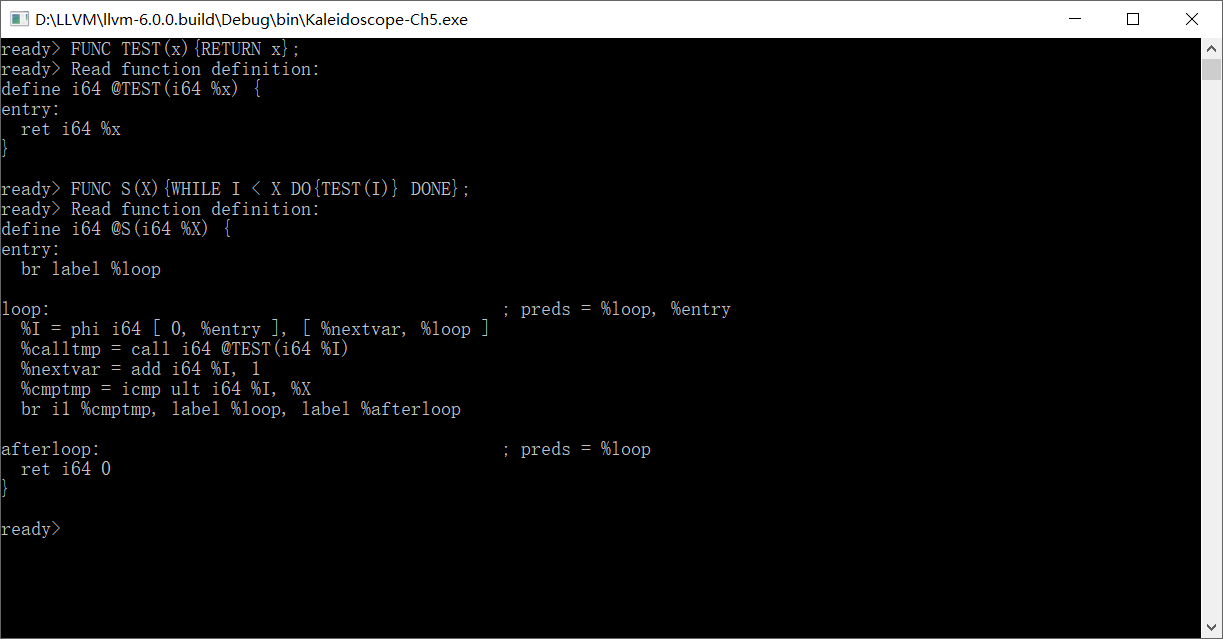 D:\LLVM\llvm-6.0.0.build\Debug\bin\Kaleidoscope-Ch5.exe
ready> FUNC TEST(x){RETURN x};
ready> Read function definition:
define i64 @TEST(i64 %x) {
entry:
  ret i64 %x
}

ready> FUNC S(X){WHILE I < X DO{TEST(I)} DONE};
ready> Read function definition:
define i64 @S(i64 %X) {
entry:
  br label %loop

loop:                                             ; preds = %loop, %entry
  %I = phi i64 [ 0, %entry ], [ %nextvar, %loop ]
  %calltmp = call i64 @TEST(i64 %I)
  %nextvar = add i64 %I, 1
  %cmptmp = icmp ult i64 %I, %X
  br i1 %cmptmp, label %loop, label %afterloop

afterloop:                                        ; preds = %loop
  ret i64 0
}

ready>